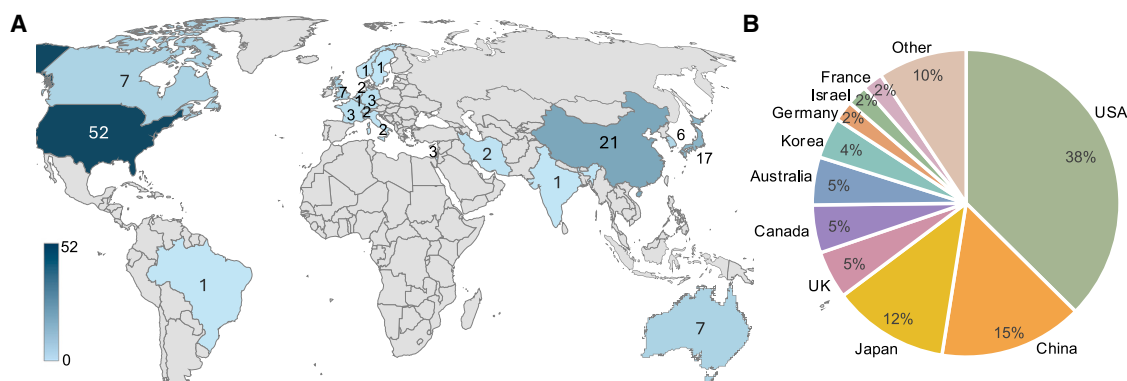 A
7
52
1
1
1
7
2
1
3
3
2
2
3
2
1
21
6
17
7
52
0
B
Other
10%
France
2%
Israel
2%
Germany
2%
Korea
4%
Australia
5%
Canada
5%
UK
5%
Japan
12%
China
15%
USA
38%